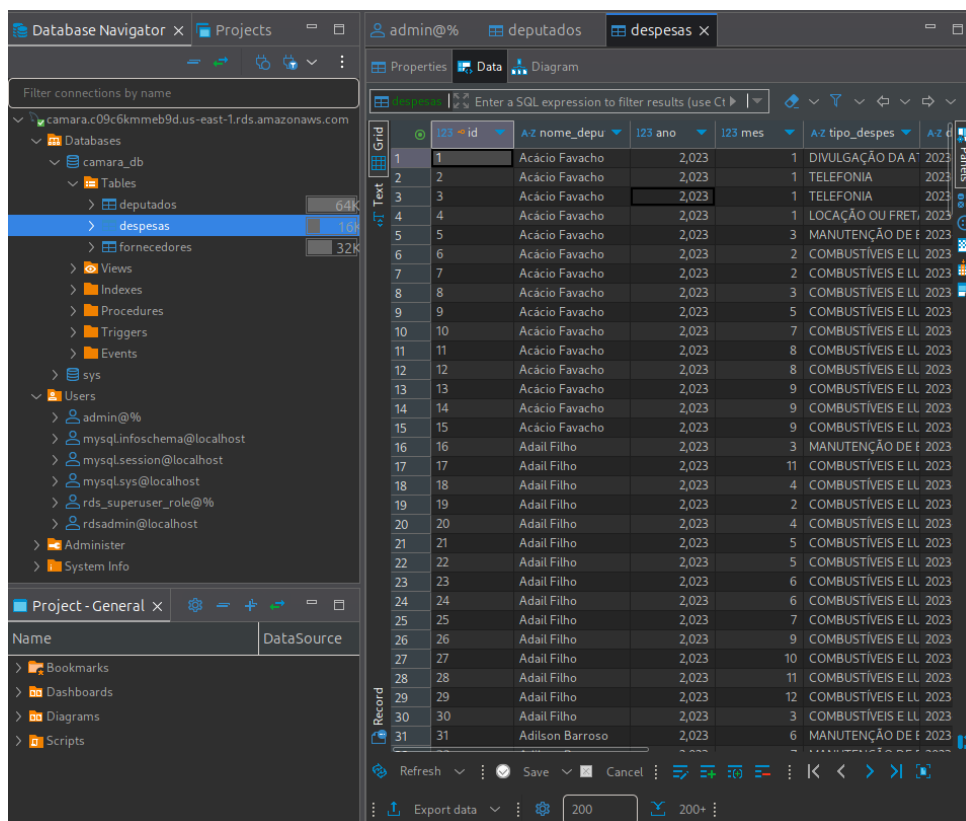 Database Navigator × Projects
Filter connections by name
camara.c09c6kmmeb9d.us-east-1.rds.amazonaws.com
Databases
camara_db
Tables
deputados 64K
despesas 16K
fornecedores 32K
Views
Indexes
Procedures
Triggers
Events
sys
Users
admin@%
mysql.infoschema@localhost
mysql.session@localhost
mysql.sys@localhost
rds_superuser_role@%
rdsadmin@localhost
Administer
System Info
Project - General ×
Name DataSource
Bookmarks
Dashboards
Diagrams
Scripts
admin@% deputados despesas ×
Properties Data Diagram
despesas Enter a SQL expression to filter results (use Ct
Grid
Text
Record
Panels
123 id A-Z nome_depu 123 ano 123 mes A-Z tipo_despes A-Z d
1 1 Acácio Favacho 2,023 1 DIVULGAÇÃO DA AT 2023
2 2 Acácio Favacho 2,023 1 TELEFONIA 2023
3 3 Acácio Favacho 2,023 1 TELEFONIA 2023
4 4 Acácio Favacho 2,023 1 LOCAÇÃO OU FRET 2023
5 5 Acácio Favacho 2,023 3 MANUTENÇÃO DE E 2023
6 6 Acácio Favacho 2,023 2 COMBUSTÍVEIS E LU 2023
7 7 Acácio Favacho 2,023 2 COMBUSTÍVEIS E LU 2023
8 8 Acácio Favacho 2,023 3 COMBUSTÍVEIS E LU 2023
9 9 Acácio Favacho 2,023 5 COMBUSTÍVEIS E LU 2023
10 10 Acácio Favacho 2,023 7 COMBUSTÍVEIS E LU 2023
11 11 Acácio Favacho 2,023 8 COMBUSTÍVEIS E LU 2023
12 12 Acácio Favacho 2,023 8 COMBUSTÍVEIS E LU 2023
13 13 Acácio Favacho 2,023 9 COMBUSTÍVEIS E LU 2023
14 14 Acácio Favacho 2,023 9 COMBUSTÍVEIS E LU 2023
15 15 Acácio Favacho 2,023 9 COMBUSTÍVEIS E LU 2023
16 16 Adail Filho 2,023 3 MANUTENÇÃO DE E 2023
17 17 Adail Filho 2,023 11 COMBUSTÍVEIS E LU 2023
18 18 Adail Filho 2,023 4 COMBUSTÍVEIS E LU 2023
19 19 Adail Filho 2,023 2 COMBUSTÍVEIS E LU 2023
20 20 Adail Filho 2,023 4 COMBUSTÍVEIS E LU 2023
21 21 Adail Filho 2,023 5 COMBUSTÍVEIS E LU 2023
22 22 Adail Filho 2,023 5 COMBUSTÍVEIS E LU 2023
23 23 Adail Filho 2,023 6 COMBUSTÍVEIS E LU 2023
24 24 Adail Filho 2,023 6 COMBUSTÍVEIS E LU 2023
25 25 Adail Filho 2,023 7 COMBUSTÍVEIS E LU 2023
26 26 Adail Filho 2,023 9 COMBUSTÍVEIS E LU 2023
27 27 Adail Filho 2,023 10 COMBUSTÍVEIS E LU 2023
28 28 Adail Filho 2,023 11 COMBUSTÍVEIS E LU 2023
29 29 Adail Filho 2,023 12 COMBUSTÍVEIS E LU 2023
30 30 Adail Filho 2,023 3 COMBUSTÍVEIS E LU 2023
31 31 Adilson Barroso 2,023 6 MANUTENÇÃO DE E 2023
Refresh Save Cancel
Export data 200 200+